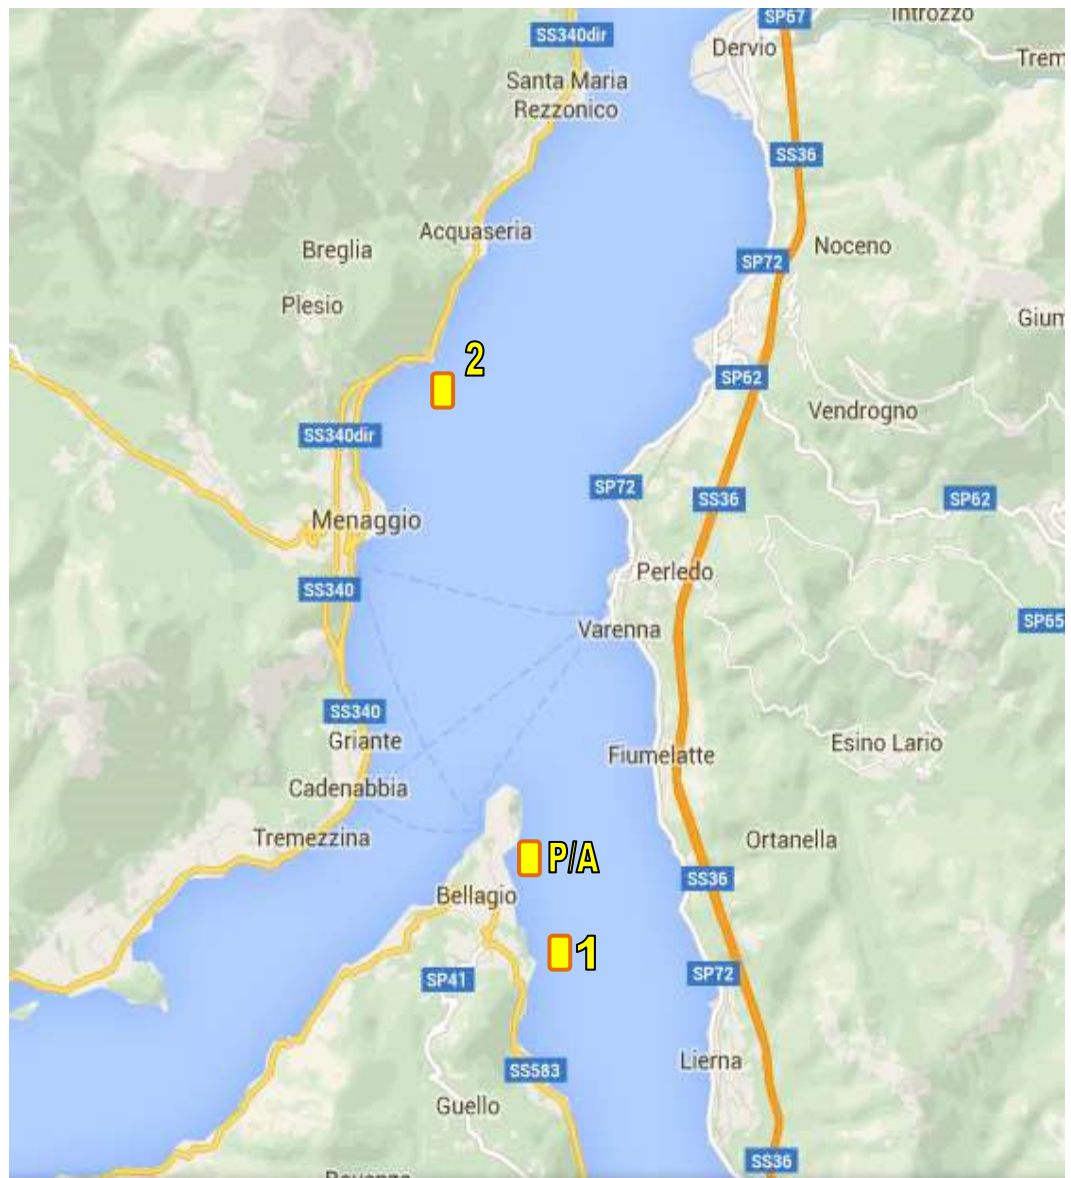 SP67
Introzzo
SS340dir
Dervio
Santa Maria
Rezzonico
SS36
Acquaseria
Breglia
Noceno
SP72
Plesio
2
SP62
Vendrogno
SS340dir
SP72
SS36
SP62
Menaggio
Perledo
SS340
SP65
Varenna
SS340
Griante
Esino Lario
Fiumelatte
Cadenabbia
Tremezzina
Ortanella
P/A
SS36
Bellagio
1
SP41
SP72
Lierna
SS583
Guello
SS36